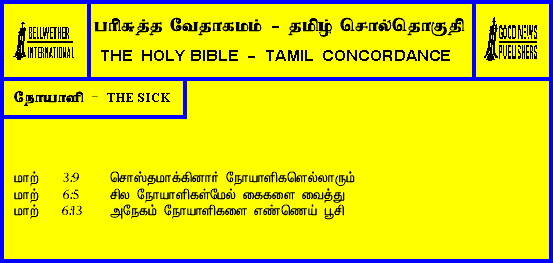 BELLWETHER
INTERNATIONAL
பரிசுத்த வேதாகமம் - தமிழ் சொல்தொகுதி
THE HOLY BIBLE - TAMIL CONCORDANCE
GOOD NEWS
PUBLISHERS
நோயாளி - THE SICK
மாற் 3:9 சொஸ்தமாக்கினார் நோயாளிகளெல்லாரும்
மாற் 6:5 சில நோயாளிகள்மேல் கைகளை வைத்து
மாற் 6:13 அநேகம் நோயாளிகளை எண்ணெய் பூசி